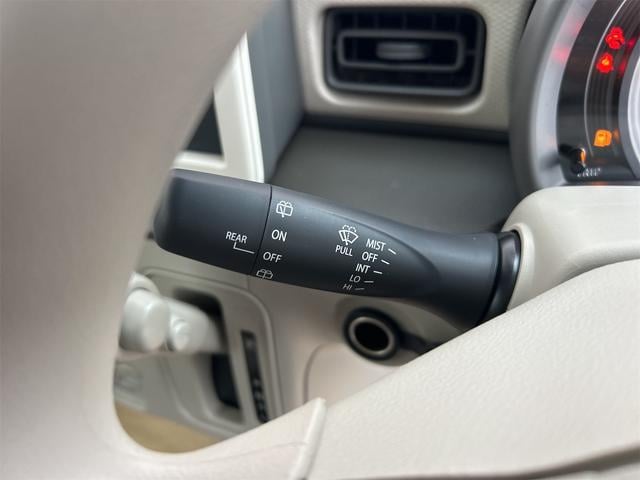 REAR
ON
OFF
PULL
MIST
OFF
INT
LO
HI